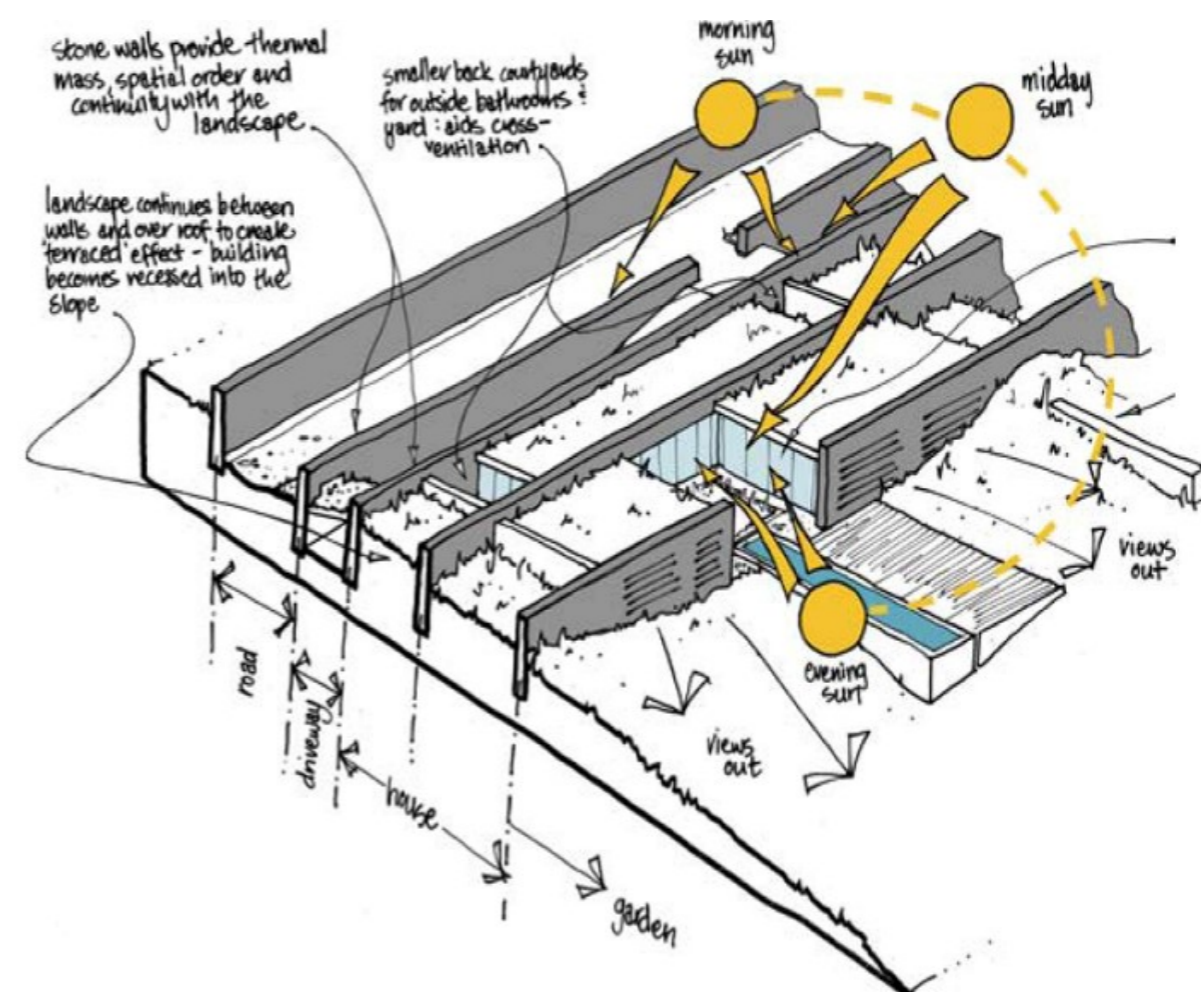 stone walls provide thermal
mass, spatial order and
continuity with the
landscape
smaller back courtyards
for outside bathrooms :
yard : aids cross-
ventilation
morning
sun
midday
sun
landscape continues between
walls and over roof to create
'terraced' effect - building
becomes recessed into the
slope
views
out
evening
sun
views
out
road
driveway
house
garden